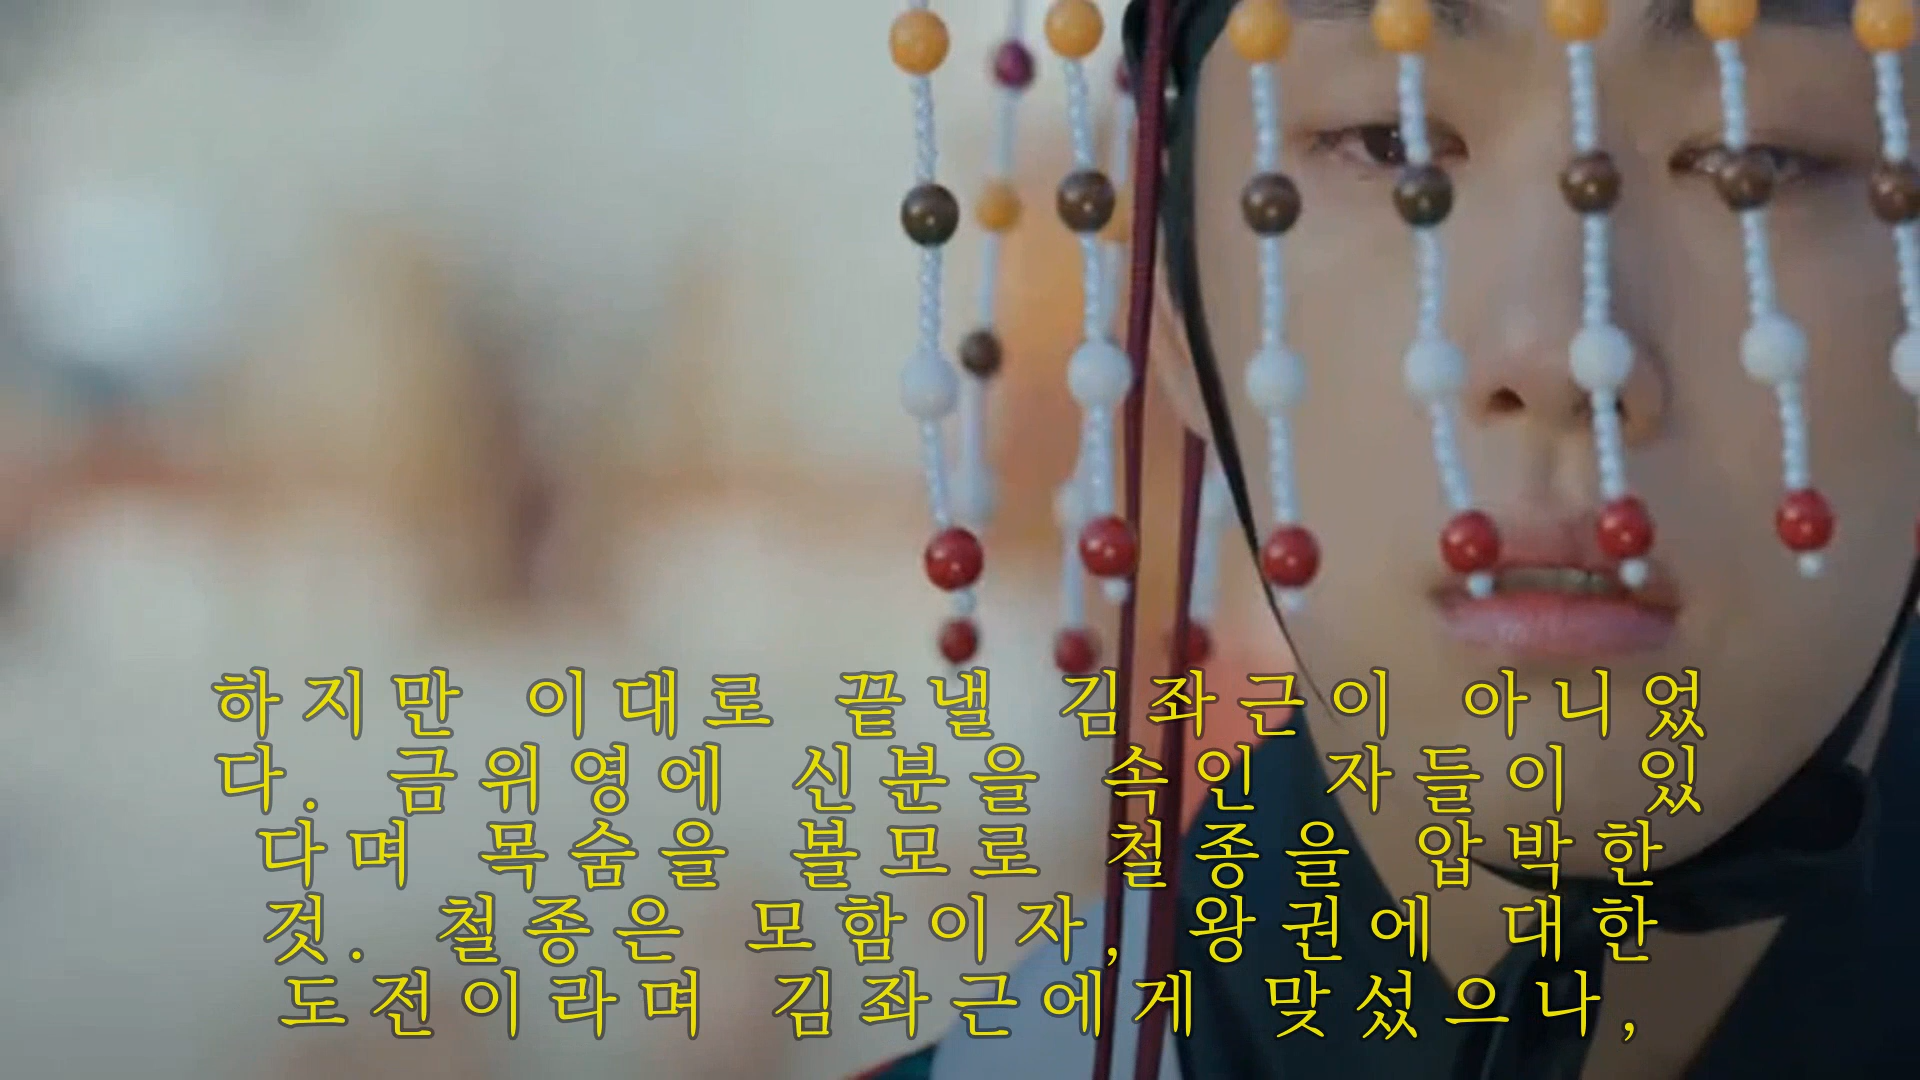 하지만 이대로 끝낼 김좌근이 아니었
다. 금위영에 신분을 속인 자들이 있
다며 목숨을 볼모로 철종을 압박한
것. 철종은 모함이자, 왕권에 대한
도전이라며 김좌근에게 맞섰으나,